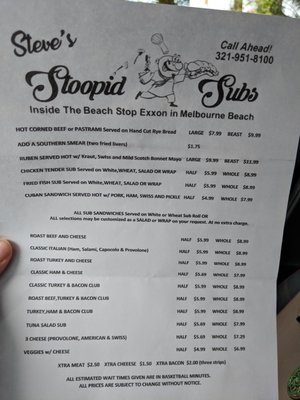 Steve's
Call Ahead!
321-951-8100
Stoopid Subs
Inside The Beach Stop Exxon in Melbourne Beach
HOT CORNED BEEF or PASTRAMI Served on Hand Cut Rye Bread LARGE $7.99 BEAST $9.99
ADD A SOUTHERN SMEAR (two fried livers) $1.75
RUBEN SERVED HOT w/ Kraut, Swiss and Mild Scotch Bonnet Mayo LARGE $9.99 BEAST $11.99
CHICKEN TENDER SUB Served on White, WHEAT, SALAD OR WRAP HALF $5.99 WHOLE $8.99
FRIED FISH SUB Served on White, WHEAT, SALAD OR WRAP HALF $5.99 WHOLE $8.99
CUBAN SANDWICH SERVED HOT w/ PORK, HAM, SWISS AND PICKLE HALF $4.99 WHOLE $7.99
ALL SUB SANDWICHES Served on White or Wheat Sub Roll OR
ALL selections may be customized as a SALAD or WRAP on your request. At no extra charge.
ROAST BEEF AND CHEESE HALF $5.99 WHOLE $8.99
CLASSIC ITALIAN (Ham, Salami, Capocolo & Provolone) HALF $5.99 WHOLE $8.99
ROAST TURKEY AND CHEESE HALF $5.99 WHOLE $8.99
CLASSIC HAM & CHEESE HALF $5.69 WHOLE $7.99
CLASSIC TURKEY & BACON CLUB HALF $5.99 WHOLE $8.99
ROAST BEEF, TURKEY & BACON CLUB HALF $5.99 WHOLE $8.99
TURKEY, HAM & BACON CLUB HALF $5.99 WHOLE $8.99
TUNA SALAD SUB HALF $5.69 WHOLE $7.99
3 CHEESE (PROVOLONE, AMERICAN & SWISS) HALF $5.69 WHOLE $7.29
VEGGIES w/ CHEESE HALF $4.99 WHOLE $6.99
XTRA MEAT $2.50 XTRA CHEESE $1.50 XTRA BACON $2.00 (three strips)
ALL ESTIMATED WAIT TIMES GIVEN ARE IN BASKETBALL MINUTES.
ALL PRICES ARE SUBJECT TO CHANGE WITHOUT NOTICE.